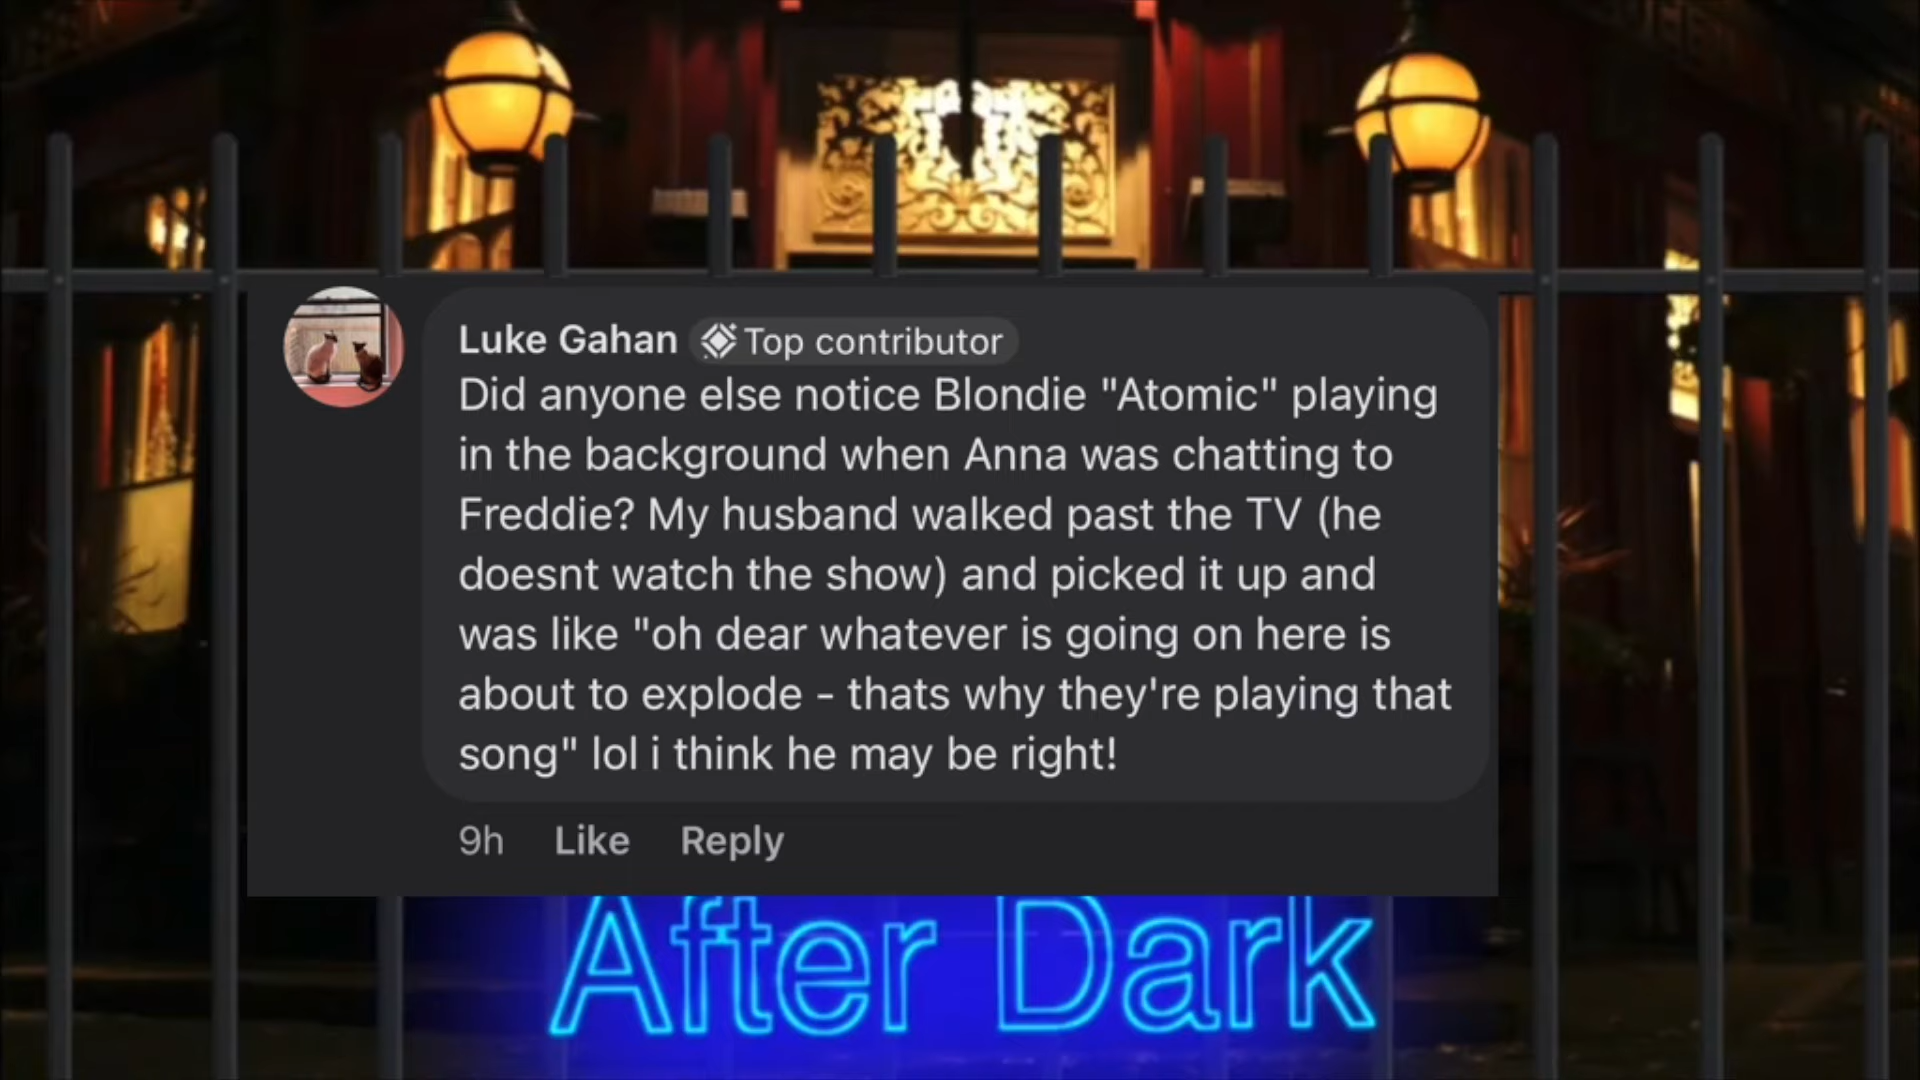 Luke Gahan Top contributor
Did anyone else notice Blondie "Atomic" playing
in the background when Anna was chatting to
Freddie? My husband walked past the TV (he
doesnt watch the show) and picked it up and
was like "oh dear whatever is going on here is
about to explode - thats why they're playing that
song" lol i think he may be right!
9h Like Reply
After Dark